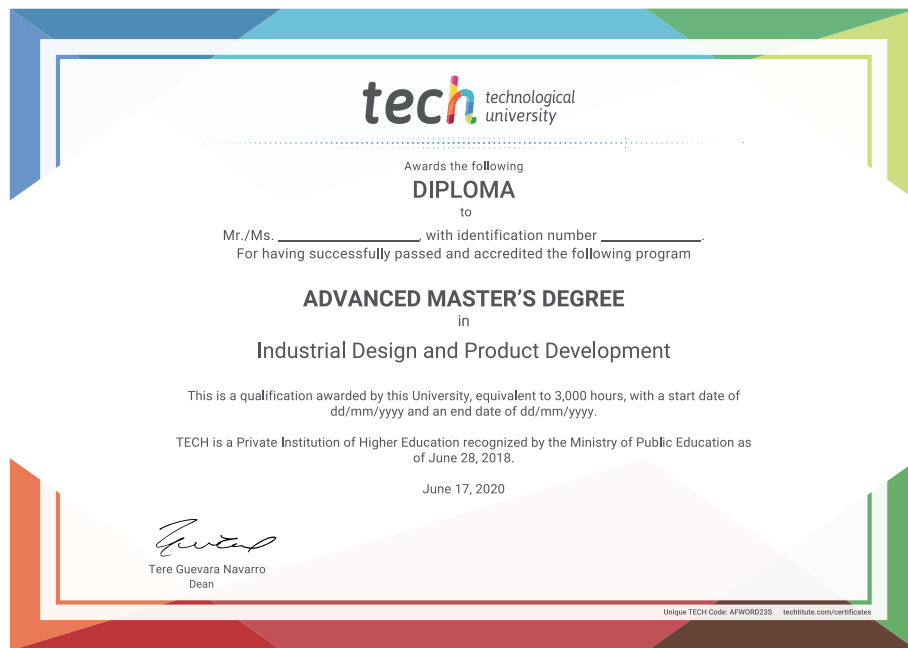 tech technological
university
Awards the following
DIPLOMA
to
Mr./Ms. ____________________, with identification number ______________.
For having successfully passed and accredited the following program
ADVANCED MASTER'S DEGREE
in
Industrial Design and Product Development
This is a qualification awarded by this University, equivalent to 3,000 hours, with a start date of
dd/mm/yyyy and an end date of dd/mm/yyyy.
TECH is a Private Institution of Higher Education recognized by the Ministry of Public Education as
of June 28, 2018.
June 17, 2020
Tere Guevara Navarro
Dean
Unique TECH Code: AFWORD23S techtitute.com/certificates